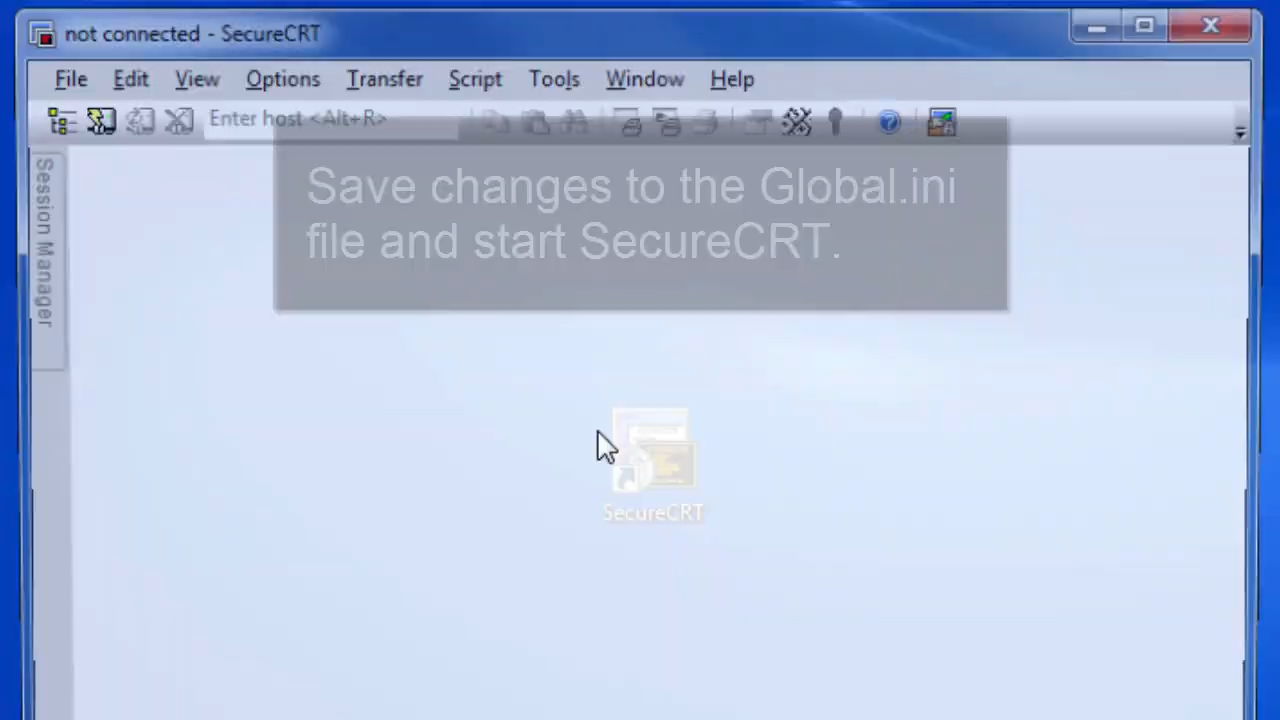 not connected - SecureCRT
File Edit View Options Transfer Script Tools Window Help
Enter host <Alt+R>
Session Manager
Save changes to the Global.ini
file and start SecureCRT.
SecureCRT